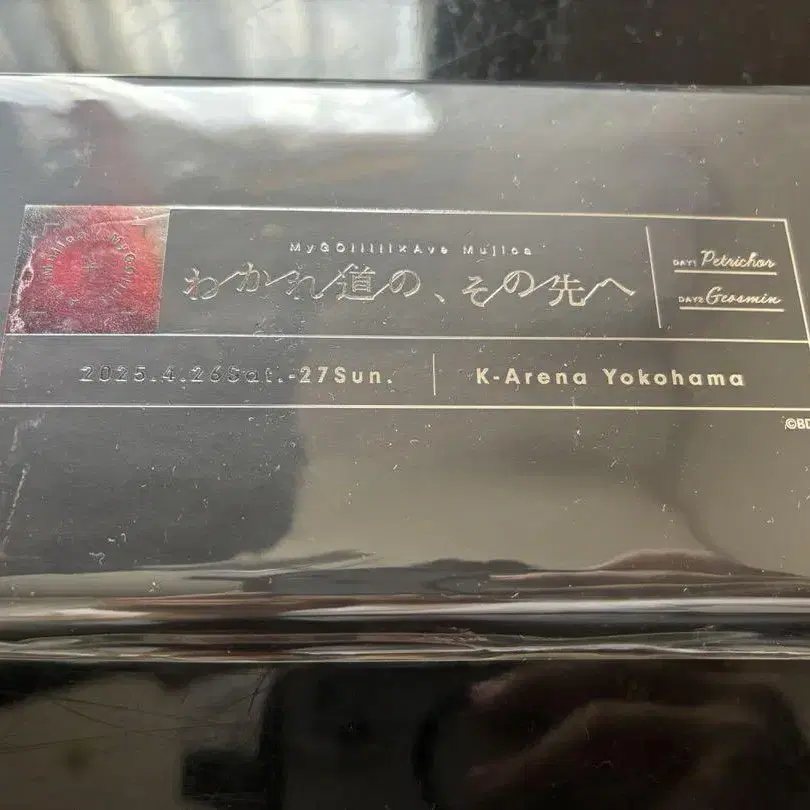 MyGO!!!!!×Ave Mujica
わかれ道の、その先へ
DAY1 Petrichor
DAY2 Geosmin
2025.4.26Sat.-27Sun.
K-Arena Yokohama